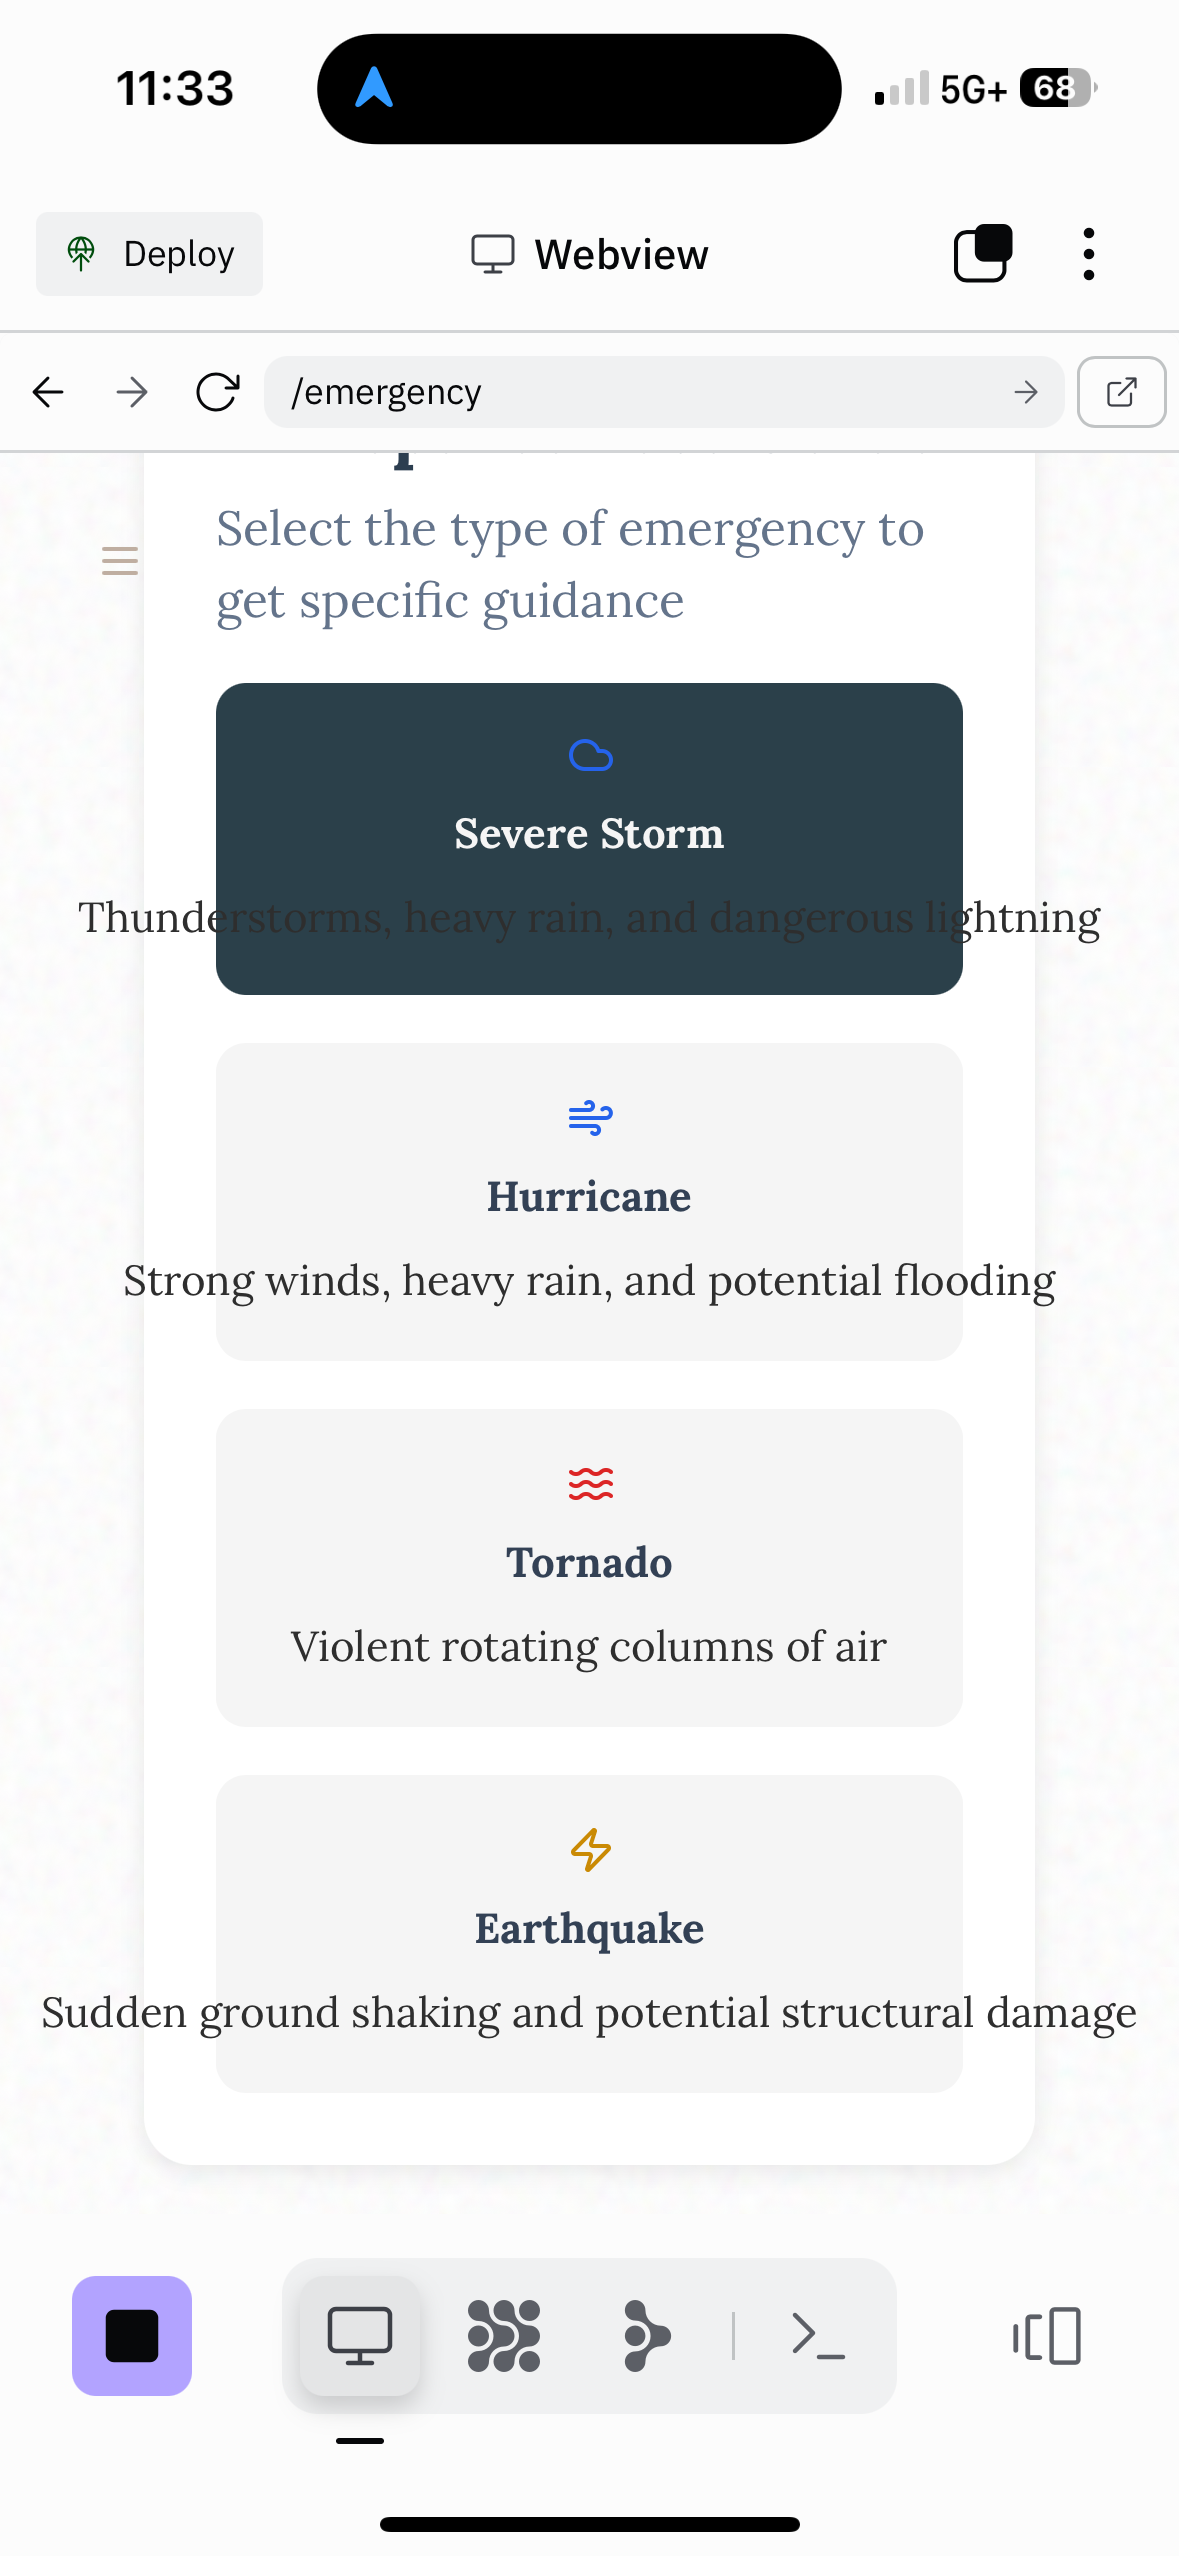 11:33
5G+
68
Deploy
Webview
/emergency
Select the type of emergency to
get specific guidance
Severe Storm
Thunderstorms, heavy rain, and dangerous lightning
Hurricane
Strong winds, heavy rain, and potential flooding
Tornado
Violent rotating columns of air
Earthquake
Sudden ground shaking and potential structural damage